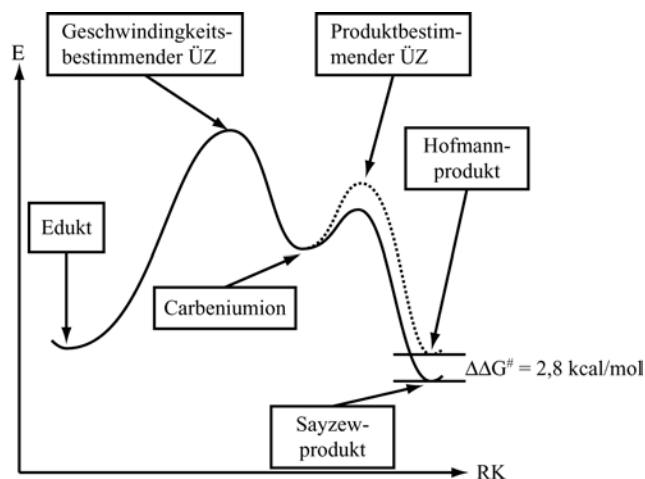 Geschwindingkeits-
bestimmender ÜZ
Produktbestim-
mender ÜZ
E
Hofmann-
produkt
Edukt
Carbeniumion
ΔΔG# = 2,8 kcal/mol
Sayzew-
produkt
RK